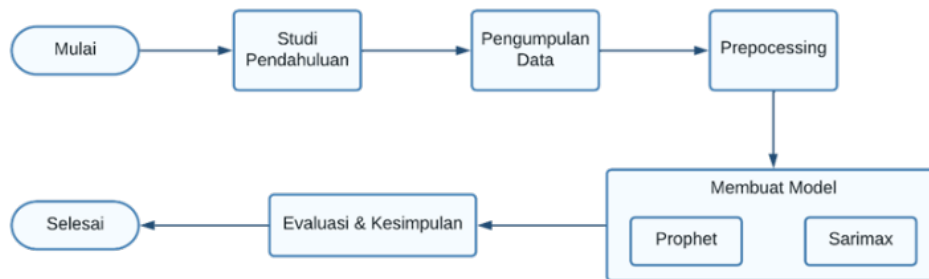 Mulai
Studi
Pendahuluan
Pengumpulan
Data
Prepocessing
Membuat Model
Prophet
Sarimax
Evaluasi & Kesimpulan
Selesai